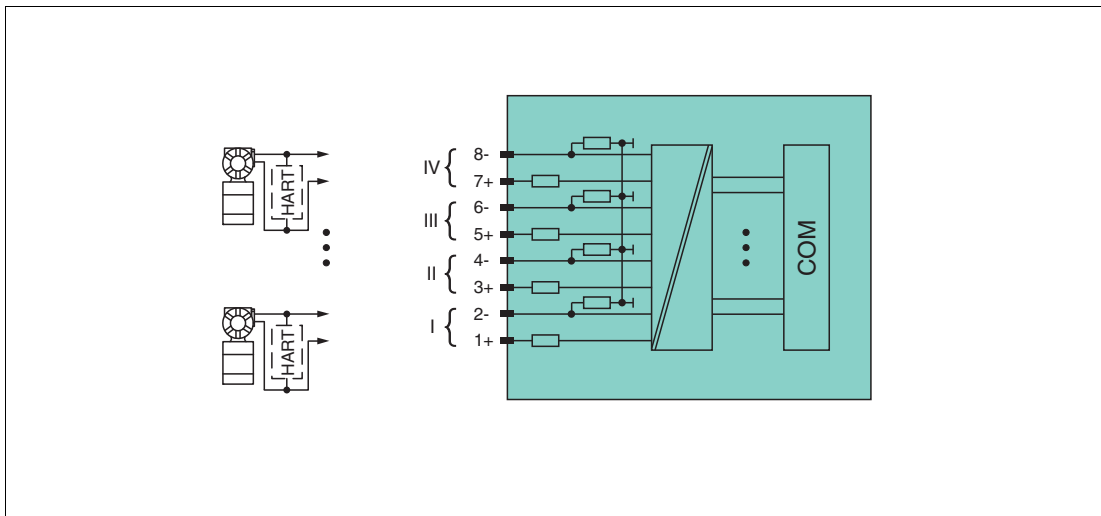 HART
HART
IV
8-
7+
III
6-
5+
II
4-
3+
I
2-
1+
COM